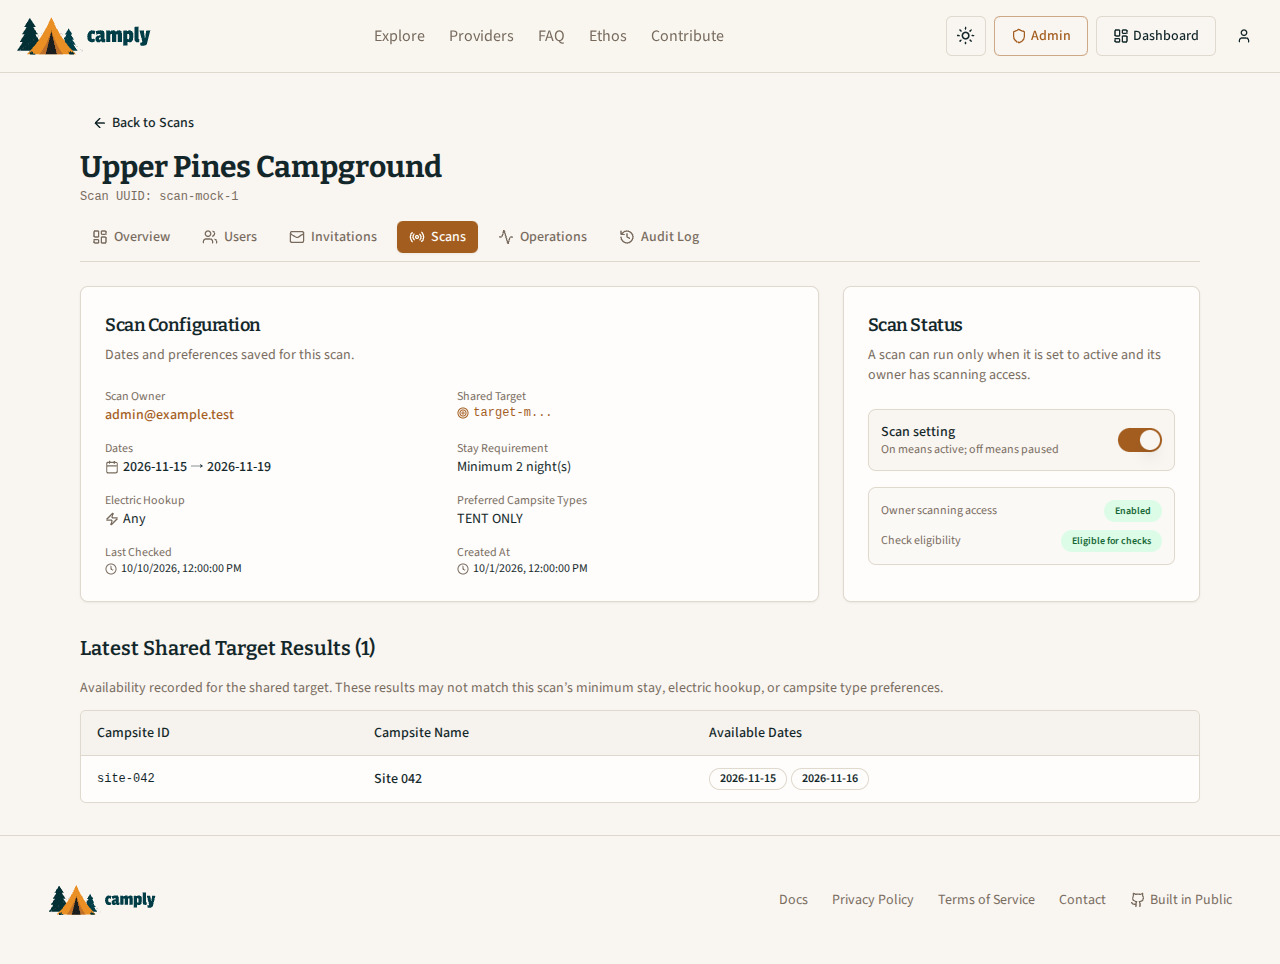 camply
Explore Providers FAQ Ethos Contribute
Admin Dashboard
Back to Scans
Upper Pines Campground
Scan UUID: scan-mock-1
Overview Users Invitations Scans Operations Audit Log
Scan Configuration
Dates and preferences saved for this scan.
Scan Owner
admin@example.test
Shared Target
target-m...
Dates
2026-11-15 → 2026-11-19
Stay Requirement
Minimum 2 night(s)
Electric Hookup
Any
Preferred Campsite Types
TENT ONLY
Last Checked
10/10/2026, 12:00:00 PM
Created At
10/1/2026, 12:00:00 PM
Scan Status
A scan can run only when it is set to active and its
owner has scanning access.
Scan setting
On means active; off means paused
Owner scanning access Enabled
Check eligibility Eligible for checks
Latest Shared Target Results (1)
Availability recorded for the shared target. These results may not match this scan’s minimum stay, electric hookup, or campsite type preferences.
Campsite ID Campsite Name Available Dates
site-042 Site 042 2026-11-15 2026-11-16
camply
Docs Privacy Policy Terms of Service Contact Built in Public